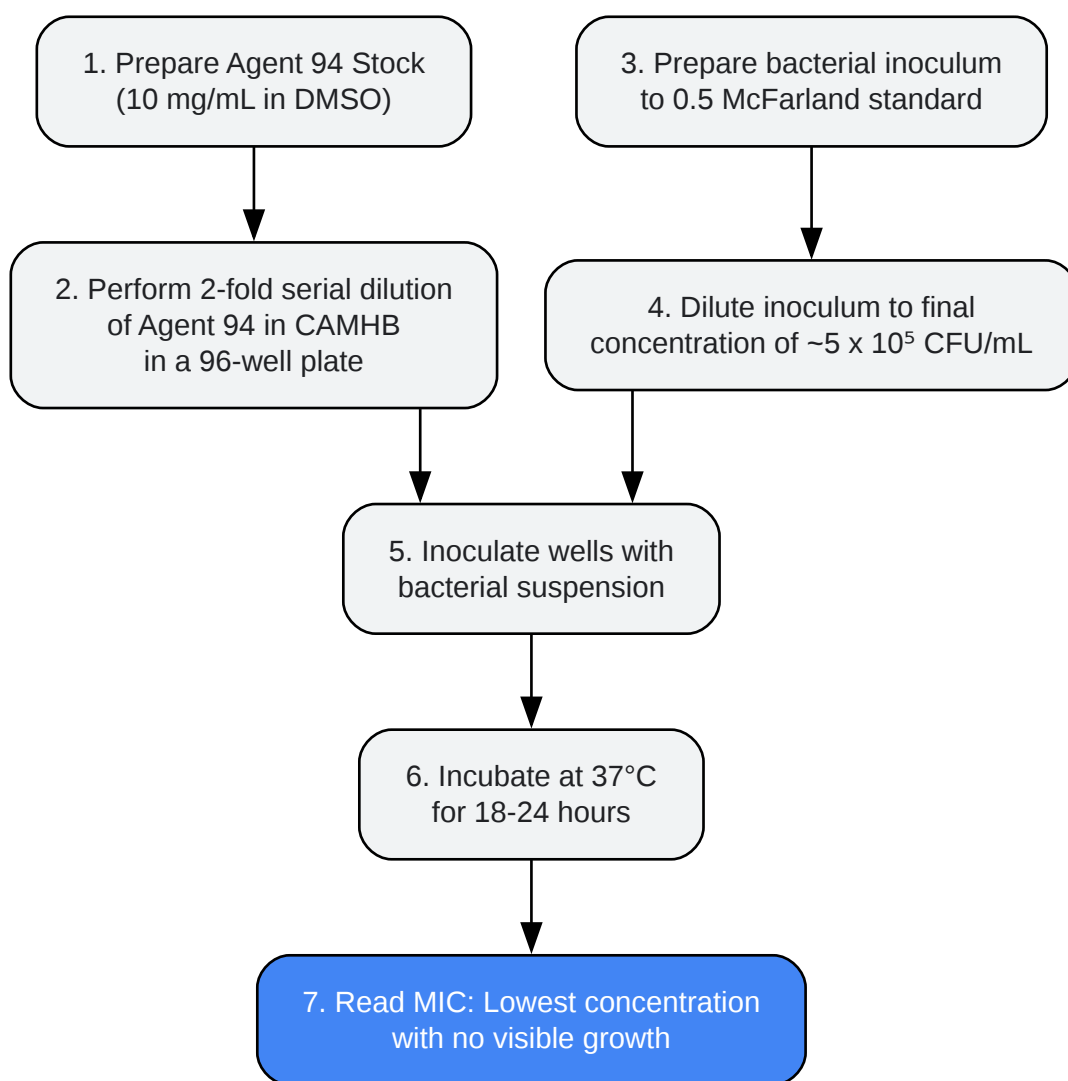 1. Prepare Agent 94 Stock
(10 mg/mL in DMSO)
3. Prepare bacterial inoculum
to 0.5 McFarland standard
2. Perform 2-fold serial dilution
of Agent 94 in CAMHB
in a 96-well plate
4. Dilute inoculum to final
concentration of ~5 x 10⁵ CFU/mL
5. Inoculate wells with
bacterial suspension
6. Incubate at 37°C
for 18-24 hours
7. Read MIC: Lowest concentration
with no visible growth